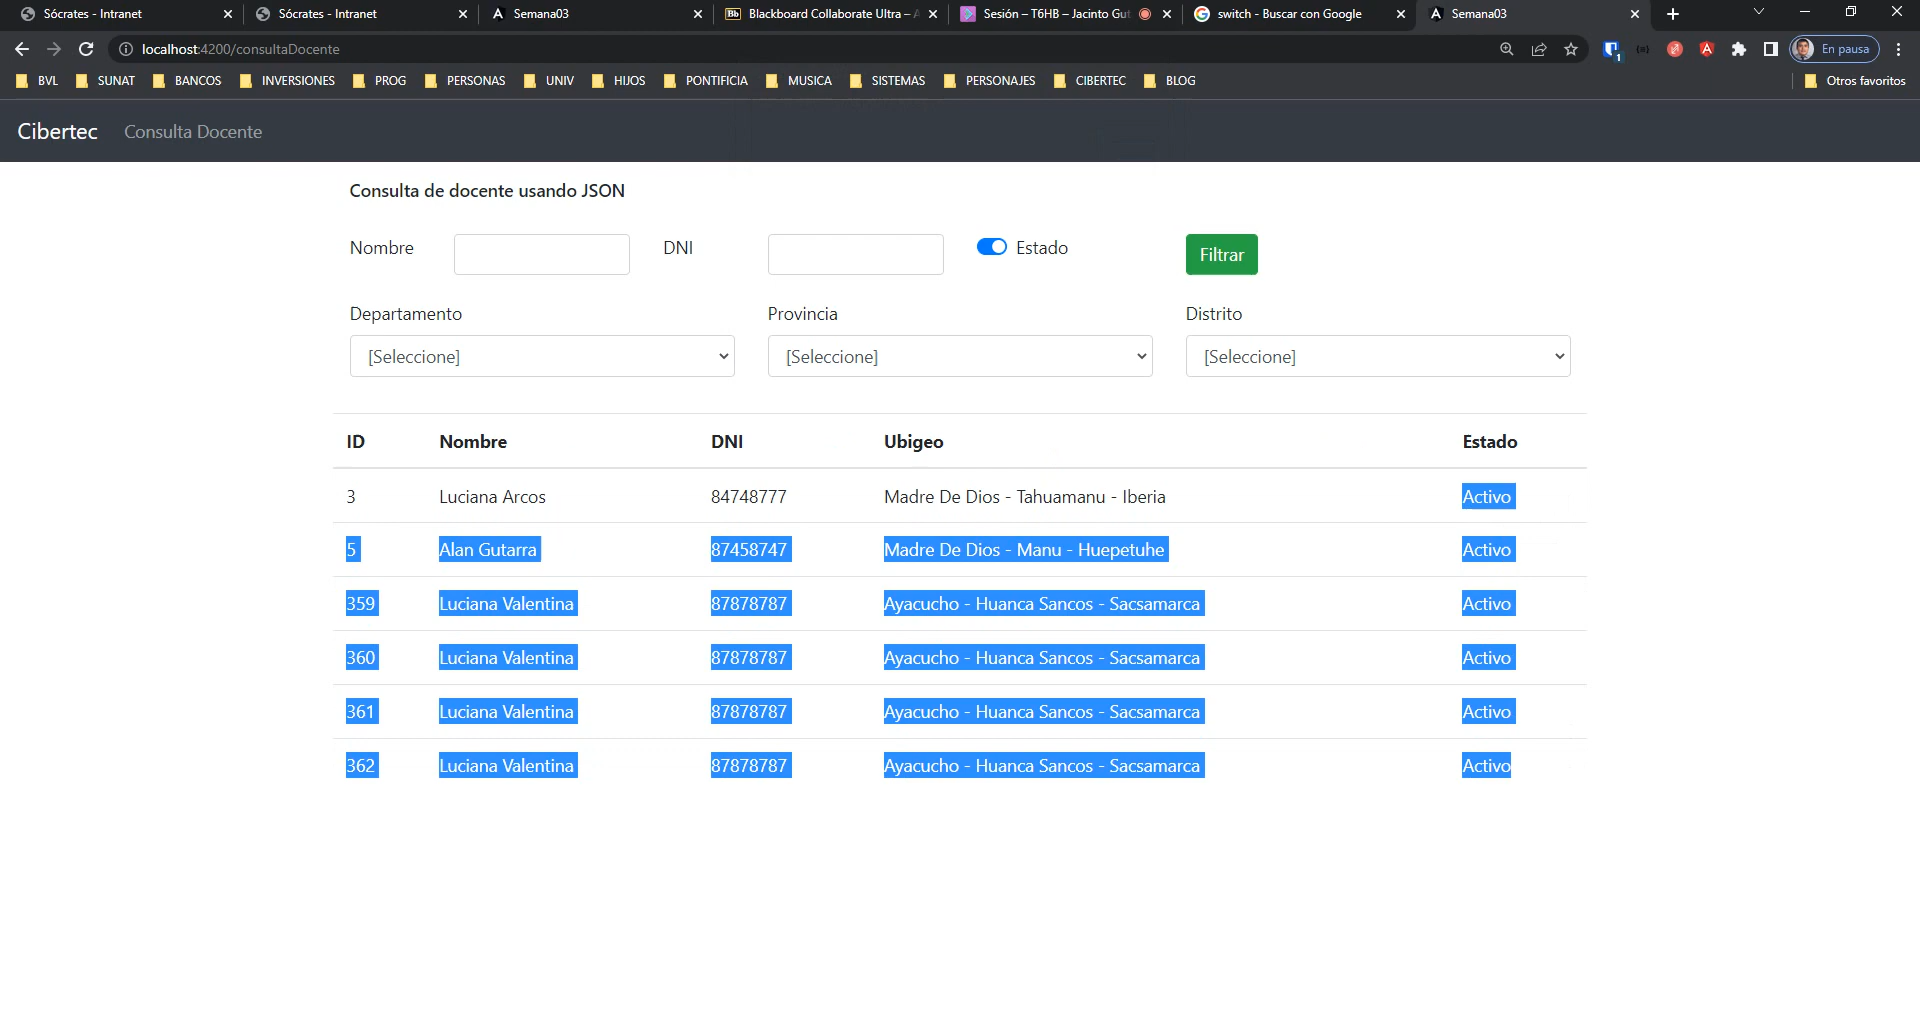 Sócrates - Intranet
Sócrates - Intranet
Semana03
Blackboard Collaborate Ultra –
Sesión – T6HB – Jacinto Gut
switch - Buscar con Google
Semana03
localhost:4200/consultaDocente
1
En pausa
BVL SUNAT BANCOS INVERSIONES PROG PERSONAS UNIV HIJOS PONTIFICIA MUSICA SISTEMAS PERSONAJES CIBERTEC BLOG Otros favoritos
Cibertec Consulta Docente
Consulta de docente usando JSON
Nombre DNI Estado Filtrar
Departamento Provincia Distrito
[Seleccione] [Seleccione] [Seleccione]
ID Nombre DNI Ubigeo Estado
3 Luciana Arcos 84748777 Madre De Dios - Tahuamanu - Iberia Activo
5 Alan Gutarra 87458747 Madre De Dios - Manu - Huepetuhe Activo
359 Luciana Valentina 87878787 Ayacucho - Huanca Sancos - Sacsamarca Activo
360 Luciana Valentina 87878787 Ayacucho - Huanca Sancos - Sacsamarca Activo
361 Luciana Valentina 87878787 Ayacucho - Huanca Sancos - Sacsamarca Activo
362 Luciana Valentina 87878787 Ayacucho - Huanca Sancos - Sacsamarca Activo